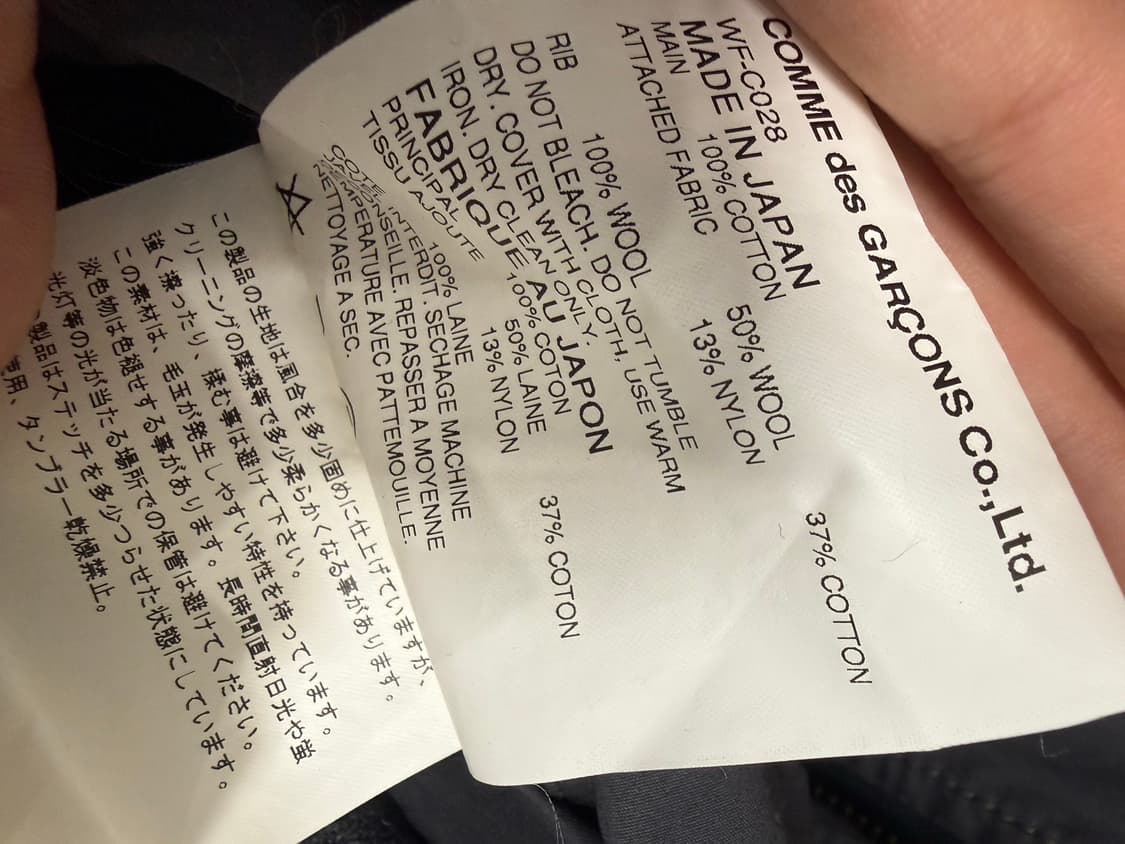 COMME des GARÇONS Co.,Ltd.
WF-C028
MADE IN JAPAN
MAIN 100% COTTON
ATTACHED FABRIC 50% WOOL 37% COTTON
13% NYLON
RIB 100% WOOL
DO NOT BLEACH. DO NOT TUMBLE
DRY. COVER WITH CLOTH, USE WARM
IRON. DRY CLEAN ONLY.
FABRIQUE AU JAPON
PRINCIPAL 100% COTON
TISSU AJOUTE 50% LAINE 37% COTON
13% NYLON
COTE 100% LAINE
INTERDT. SECHAGE MACHINE
DECONSEILLE. REPASSER A MOYENNE
TEMPERATURE AVEC PATTEMOUILLE.
NETTOYAGE A SEC.
この製品の生地は風合を多少固めに仕上げていますが、
クリーニングの摩擦等で多少柔らかくなる事があります。
強く擦ったり、揉む事は避けて下さい。
この素材は、毛玉が発生しやすい特性を持っています。
淡色物は色褪せする事があります。長時間直射日光や蛍
光灯等の光が当たる場所での保管は避けてください。
製品はステッチを多少つらせた状態にしています。
使用、タンブラー乾燥禁止。